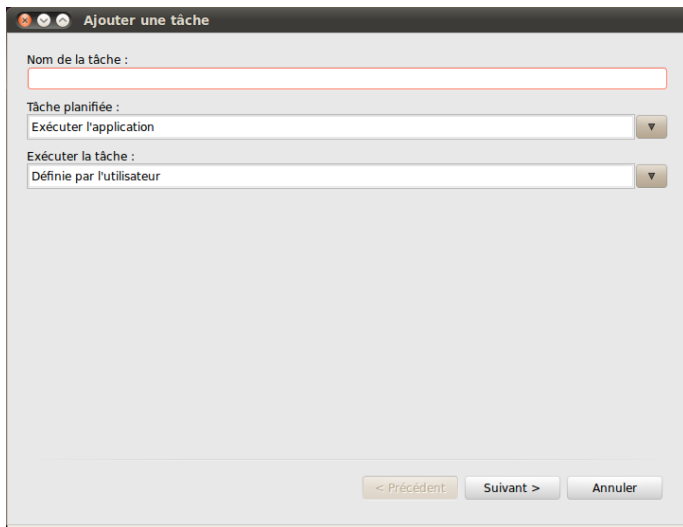 Ajouter une tâche
Nom de la tâche :
Tâche planifiée :
Exécuter l'application
Exécuter la tâche :
Définie par l'utilisateur
< Précédent Suivant > Annuler